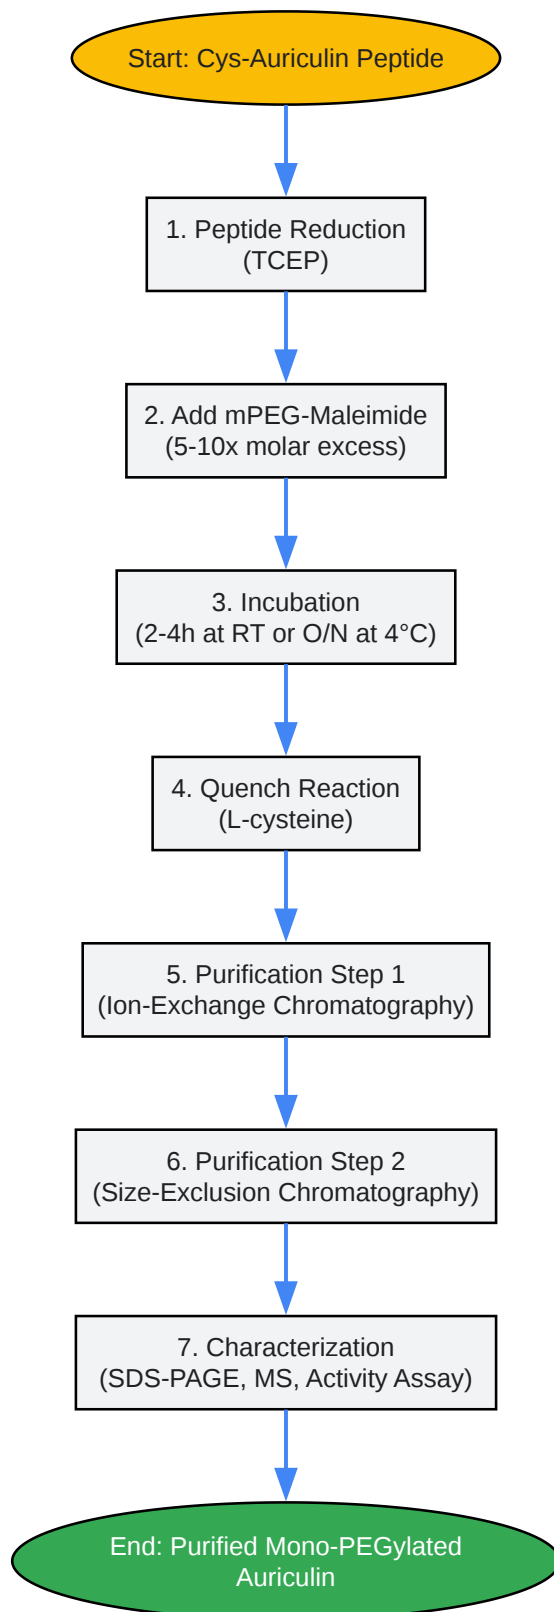 Start: Cys-Auriculin Peptide
1. Peptide Reduction
(TCEP)
2. Add mPEG-Maleimide
(5-10x molar excess)
3. Incubation
(2-4h at RT or O/N at 4°C)
4. Quench Reaction
(L-cysteine)
5. Purification Step 1
(Ion-Exchange Chromatography)
6. Purification Step 2
(Size-Exclusion Chromatography)
7. Characterization
(SDS-PAGE, MS, Activity Assay)
End: Purified Mono-PEGylated
Auriculin